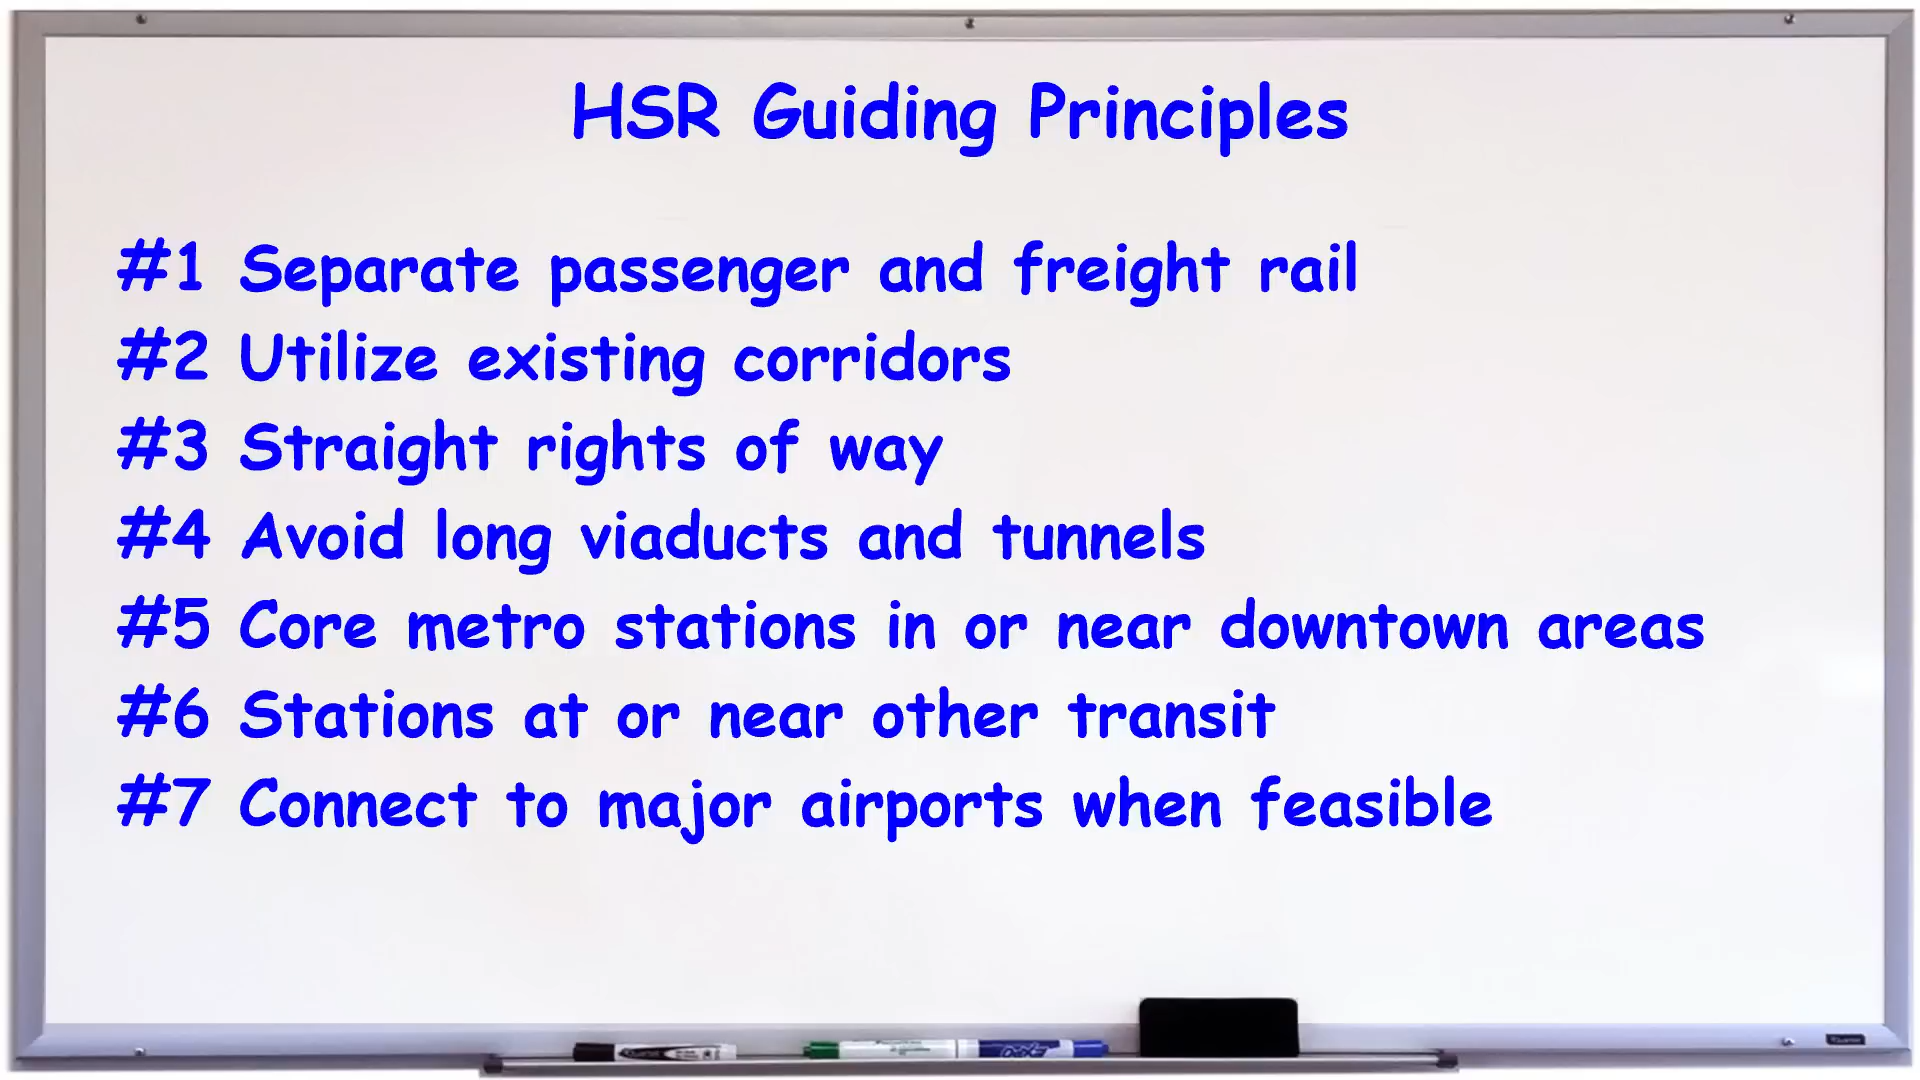 HSR Guiding Principles
#1 Separate passenger and freight rail
#2 Utilize existing corridors
#3 Straight rights of way
#4 Avoid long viaducts and tunnels
#5 Core metro stations in or near downtown areas
#6 Stations at or near other transit
#7 Connect to major airports when feasible